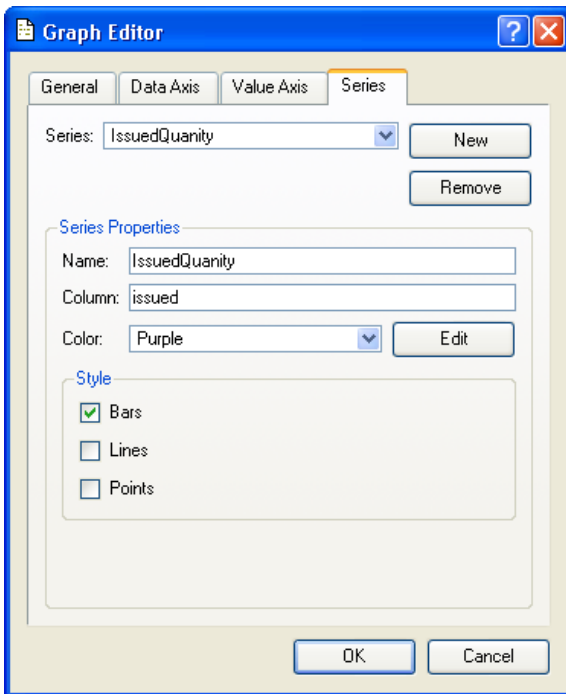 Graph Editor
General Data Axis Value Axis Series
Series: IssuedQuanity New
Remove
Series Properties
Name: IssuedQuanity
Column: issued
Color: Purple Edit
Style
Bars
Lines
Points
OK Cancel